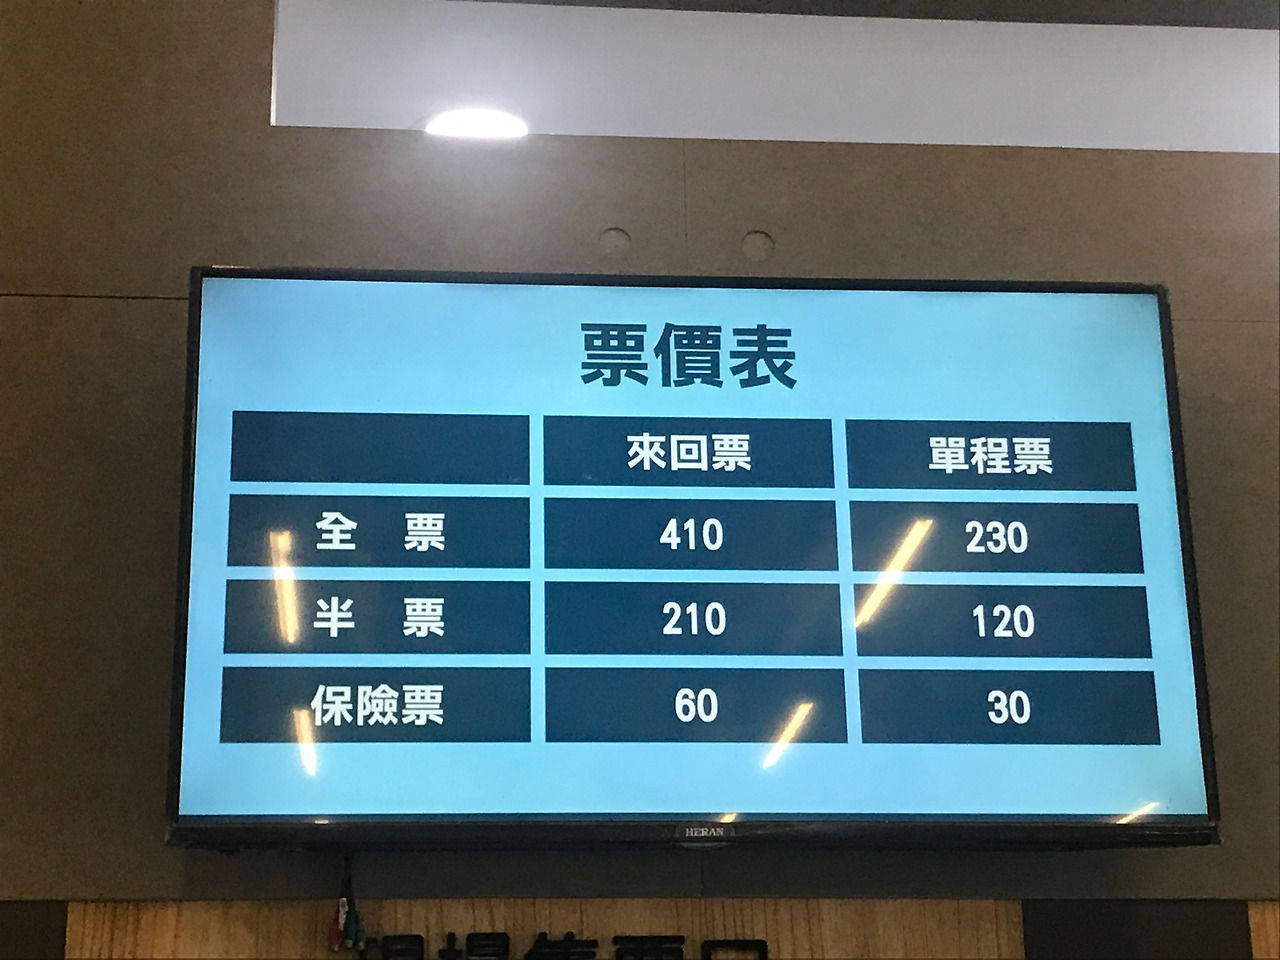 票價表
來回票 單程票
全 票 410 230
半 票 210 120
保險票 60 30
HERAN